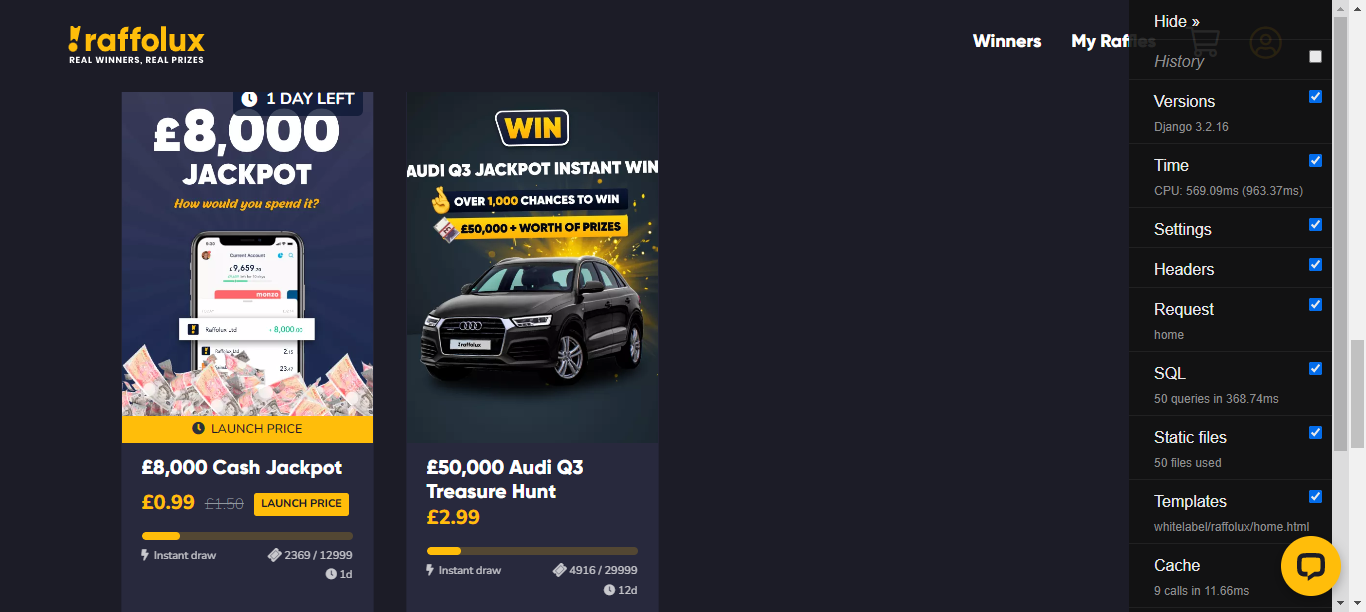 raffolux
REAL WINNERS, REAL PRIZES
Winners
My Raffles
1 DAY LEFT
£8,000
JACKPOT
How would you spend it?
Current Account
£9,659
monzo
Raffolux Ltd
+8,000.00
Raffolux Ltd
2.15
23.47
LAUNCH PRICE
£8,000 Cash Jackpot
£0.99 £1.50 LAUNCH PRICE
Instant draw 2369 / 12999
1d
WIN
AUDI Q3 JACKPOT INSTANT WIN
OVER 1,000 CHANCES TO WIN
£50,000 + WORTH OF PRIZES
raffolux
£50,000 Audi Q3
Treasure Hunt
£2.99
Instant draw 4916 / 29999
12d
Hide »
History
Versions
Django 3.2.16
Time
CPU: 569.09ms (963.37ms)
Settings
Headers
Request
home
SQL
50 queries in 368.74ms
Static files
50 files used
Templates
whitelabel/raffolux/home.html
Cache
9 calls in 11.66ms